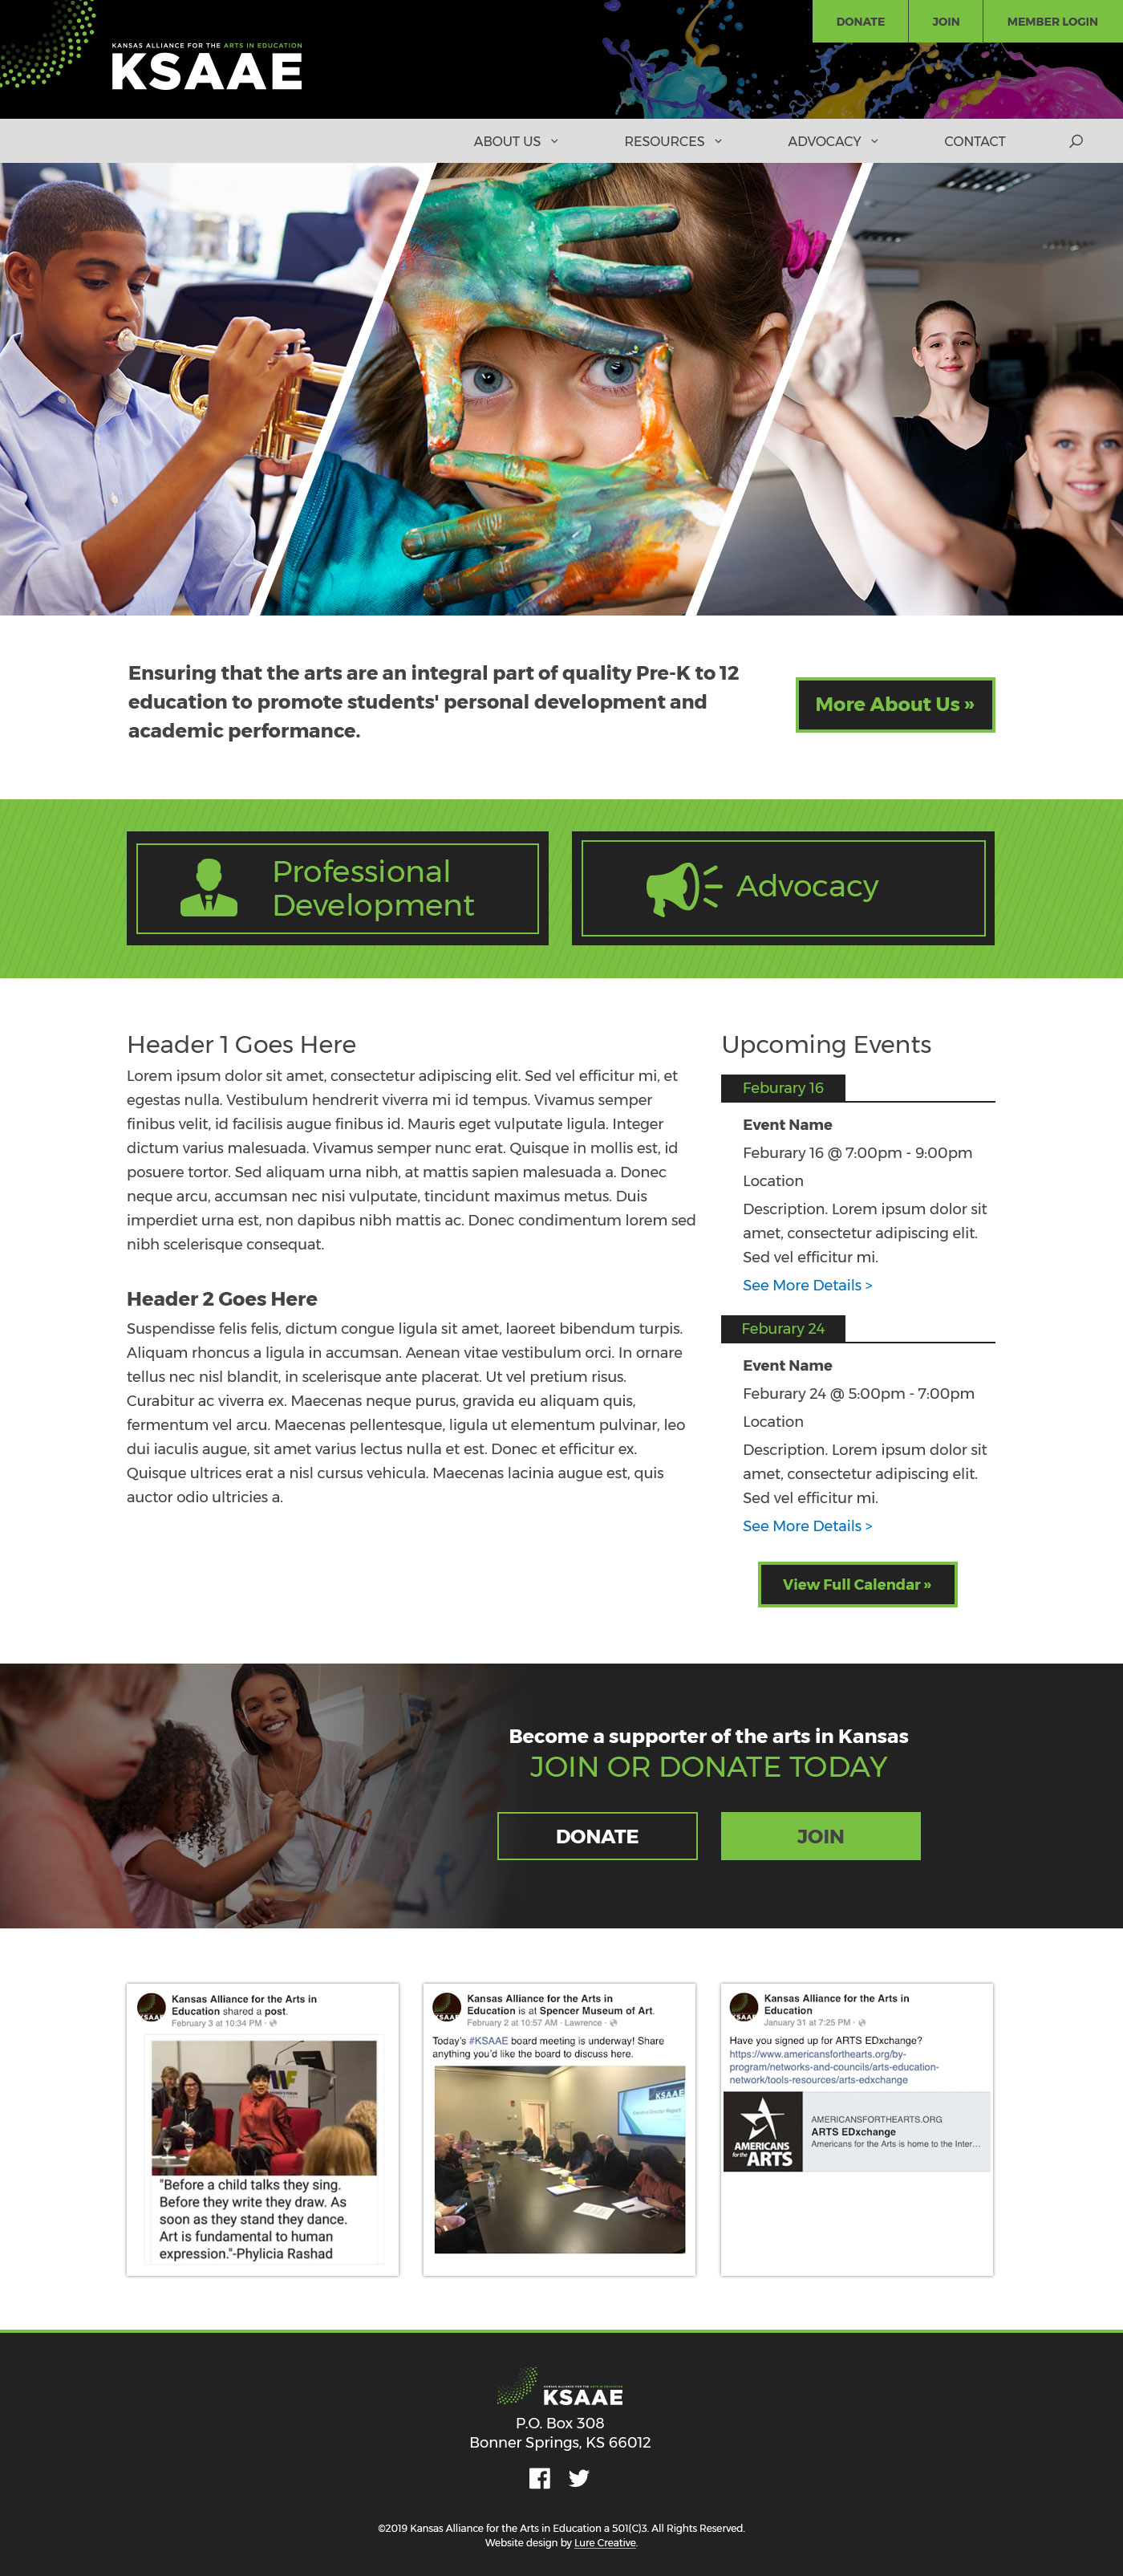 DONATE
JOIN
MEMBER LOGIN
KANSAS ALLIANCE FOR THE ARTS IN EDUCATION
KSAAE
ABOUT US
RESOURCES
ADVOCACY
CONTACT
Ensuring that the arts are an integral part of quality Pre-K to 12
education to promote students' personal development and
academic performance.
More About Us »
Professional
Development
Advocacy
Header 1 Goes Here
Lorem ipsum dolor sit amet, consectetur adipiscing elit. Sed vel efficitur mi, et
egestas nulla. Vestibulum hendrerit viverra mi id tempus. Vivamus semper
finibus velit, id facilisis augue finibus id. Mauris eget vulputate ligula. Integer
dictum varius malesuada. Vivamus semper nunc erat. Quisque in mollis est, id
posuere tortor. Sed aliquam urna nibh, at mattis sapien malesuada a. Donec
neque arcu, accumsan nec nisi vulputate, tincidunt maximus metus. Duis
imperdiet urna est, non dapibus nibh mattis ac. Donec condimentum lorem sed
nibh scelerisque consequat.
Header 2 Goes Here
Suspendisse felis felis, dictum congue ligula sit amet, laoreet bibendum turpis.
Aliquam rhoncus a ligula in accumsan. Aenean vitae vestibulum orci. In ornare
tellus nec nisl blandit, in scelerisque ante placerat. Ut vel pretium risus.
Curabitur ac viverra ex. Maecenas neque purus, gravida eu aliquam quis,
fermentum vel arcu. Maecenas pellentesque, ligula ut elementum pulvinar, leo
dui iaculis augue, sit amet varius lectus nulla et est. Donec et efficitur ex.
Quisque ultrices erat a nisl cursus vehicula. Maecenas lacinia augue est, quis
auctor odio ultricies a.
Upcoming Events
Feburary 16
Event Name
Feburary 16 @ 7:00pm - 9:00pm
Location
Description. Lorem ipsum dolor sit
amet, consectetur adipiscing elit.
Sed vel efficitur mi.
See More Details >
Feburary 24
Event Name
Feburary 24 @ 5:00pm - 7:00pm
Location
Description. Lorem ipsum dolor sit
amet, consectetur adipiscing elit.
Sed vel efficitur mi.
See More Details >
View Full Calendar »
Become a supporter of the arts in Kansas
JOIN OR DONATE TODAY
DONATE
JOIN
Kansas Alliance for the Arts in
Education shared a post.
February 3 at 10:34 PM ·
"Before a child talks they sing.
Before they write they draw. As
soon as they stand they dance.
Art is fundamental to human
expression."-Phylicia Rashad
Kansas Alliance for the Arts in
Education is at Spencer Museum of Art.
February 2 at 10:57 AM · Lawrence ·
Today's #KSAAE board meeting is underway! Share
anything you'd like the board to discuss here.
KSAAE
Executive Director Report
Kansas Alliance for the Arts in
Education
January 31 at 7:25 PM ·
Have you signed up for ARTS EDxchange?
https://www.americansforthearts.org/by-
program/networks-and-councils/arts-education-
network/tools-resources/arts-edxchange
AMERICANS
for the ARTS
AMERICANSFORTHEARTS.ORG
ARTS EDxchange
Americans for the Arts is home to the Inter...
KANSAS ALLIANCE FOR THE ARTS IN EDUCATION
KSAAE
P.O. Box 308
Bonner Springs, KS 66012
©2019 Kansas Alliance for the Arts in Education a 501(C)3. All Rights Reserved.
Website design by Lure Creative.